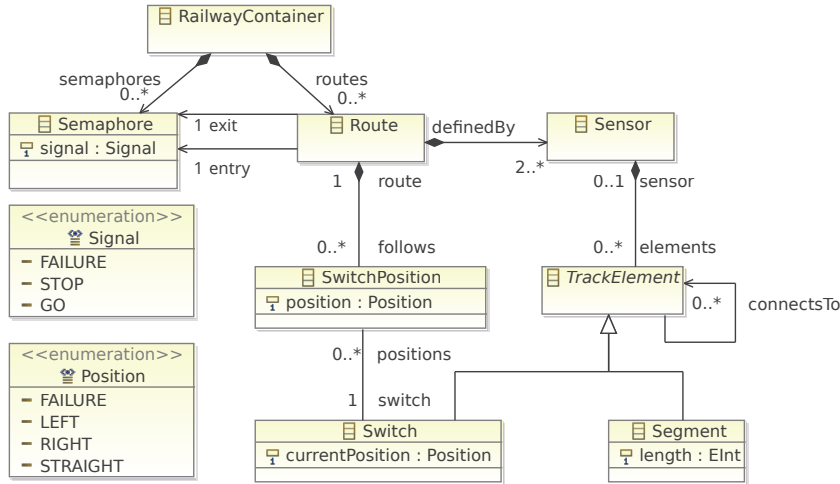 RailwayContainer
semaphores
routes
0..*
0..*
Semaphore
signal : Signal
1 exit
1 entry
Route
definedBy
2..*
Sensor
1
route
0..1
sensor
<<enumeration>>
Signal
FAILURE
STOP
GO
0..*
follows
0..*
elements
SwitchPosition
position : Position
TrackElement
0..*
connectsTo
<<enumeration>>
Position
FAILURE
LEFT
RIGHT
STRAIGHT
0..*
positions
1
switch
Switch
currentPosition : Position
Segment
length : EInt